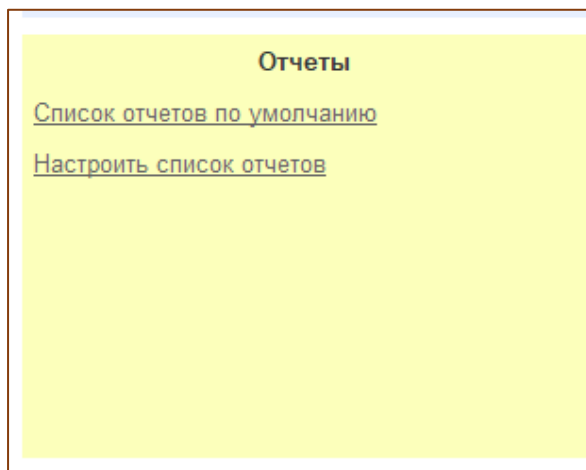 Отчеты
Список отчетов по умолчанию
Настроить список отчетов